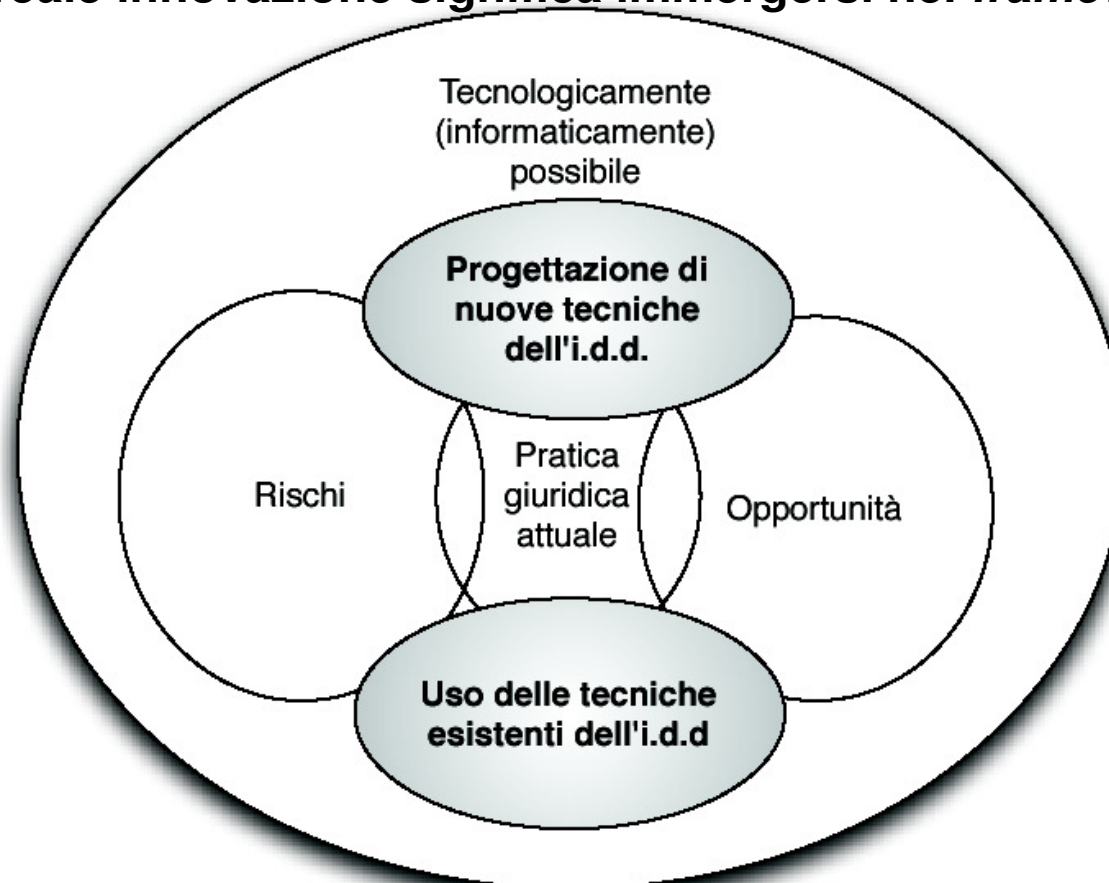 Tecnologicamente
(informaticamente)
possibile
Progettazione di
nuove tecniche
dell'i.d.d.
Rischi
Pratica
giuridica
attuale
Opportunità
Uso delle tecniche
esistenti dell'i.d.d